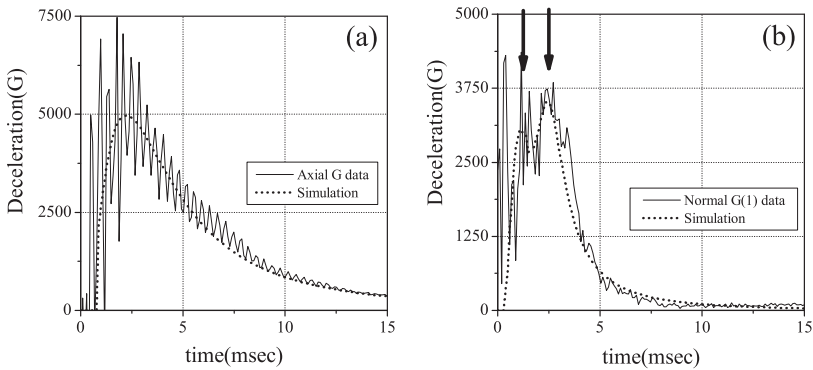 7500
5000
2500
0
Deceleration(G)
(a)
Axial G data
Simulation
0 5 10 15
time(msec)
5000
3750
2500
1250
0
Deceleration(G)
(b)
Normal G(1) data
Simulation
0 5 10 15
time(msec)